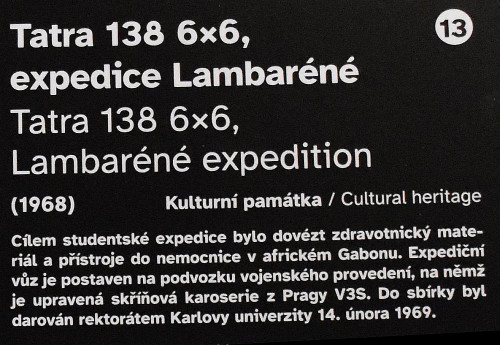 Tatra 138 6×6,
13
expedice Lambaréné
Tatra 138 6×6,
Lambaréné expedition
(1968) Kulturní památka / Cultural heritage
Cílem studentské expedice bylo dovézt zdravotnický mate-
riál a přístroje do nemocnice v africkém Gabonu. Expediční
vůz je postaven na podvozku vojenského provedení, na němž
je upravená skříňová karoserie z Pragy V3S. Do sbírky byl
darován rektorátem Karlovy univerzity 14. února 1969.